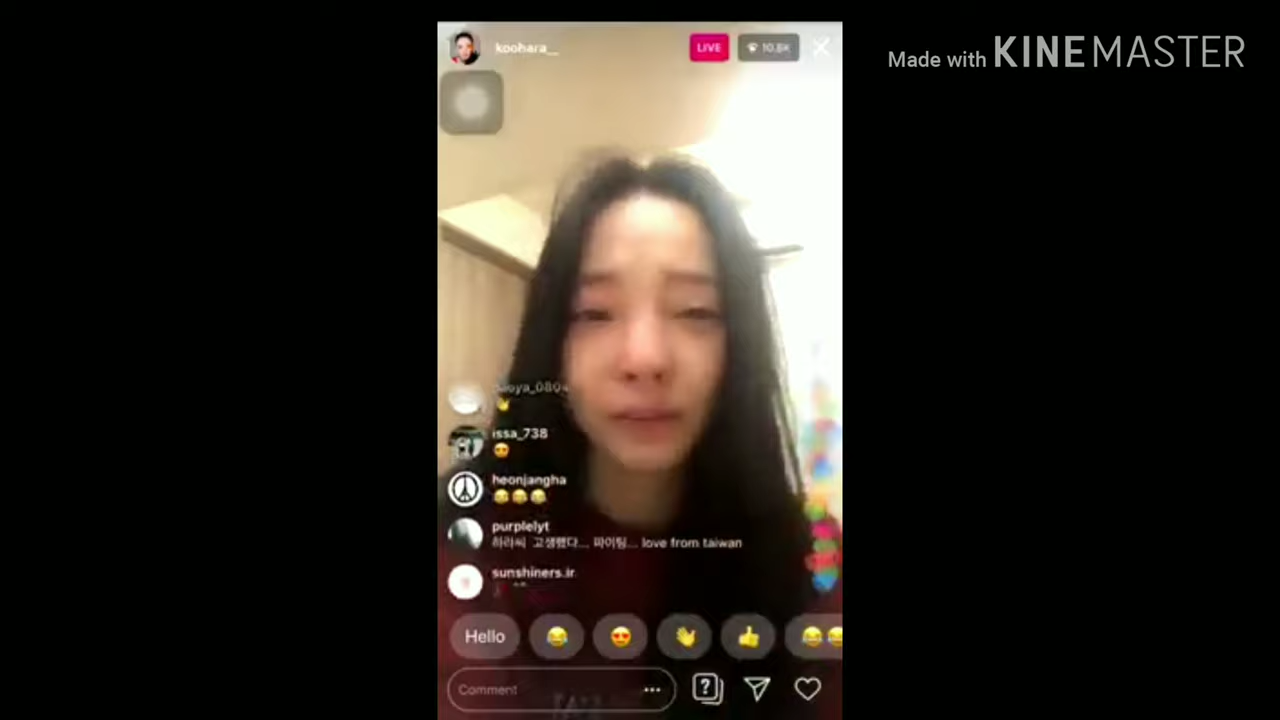 koohara__
LIVE
10.8K
Made with KINEMASTER
issa_738
heonjangha
purplelyt
하라씨 고생했다... 파이팅... love from taiwan
sunshiners.ir
Hello
Comment